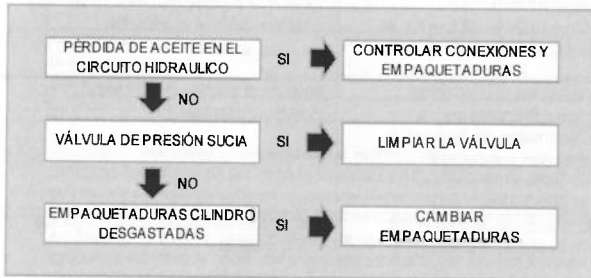 PÉRDIDA DE ACEITE EN EL
CIRCUITO HIDRAULICO
SI
CONTROLAR CONEXIONES Y
EMPAQUETADURAS
NO
VÁLVULA DE PRESIÓN SUCIA
SI
LIMPIAR LA VÁLVULA
NO
EMPAQUETADURAS CILINDRO
DESGASTADAS
SI
CAMBIAR
EMPAQUETADURAS